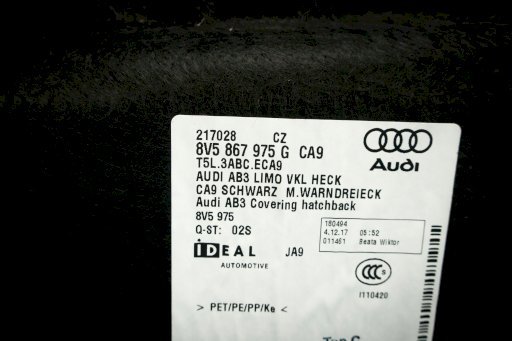 217028 CZ
8V5 867 975 G CA9
T5L.3ABC.ECA9
AUDI AB3 LIMO VKL HECK
CA9 SCHWARZ M.WARNDREIECK
Audi AB3 Covering hatchback
8V5 975
Q-ST: 02S
Audi
180494
4.12.17 05:52
011461 Beata Wiktor
iDEAL JA9
AUTOMOTIVE
CCC S
I110420
> PET/PE/PP/Ke <